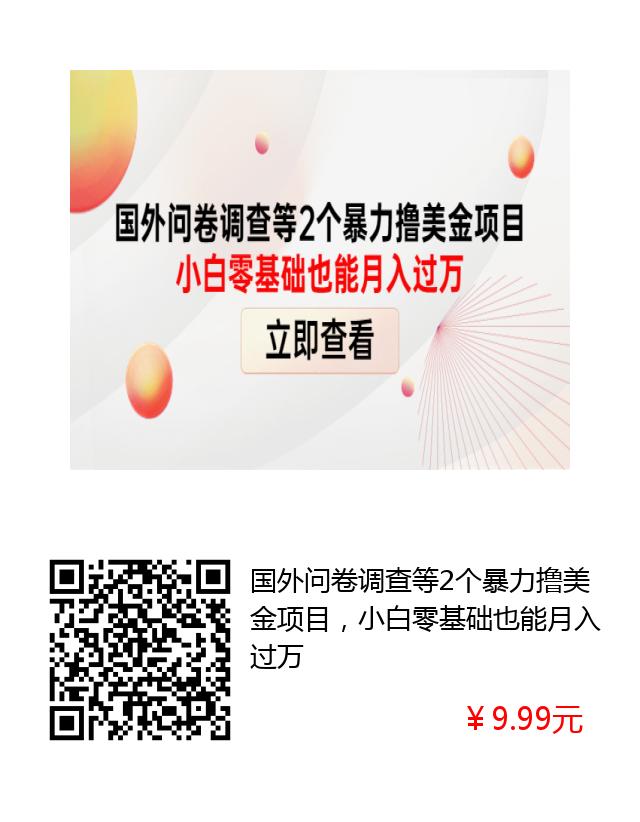 国外问卷调查等2个暴力撸美金项目
小白零基础也能月入过万
立即查看
国外问卷调查等2个暴力撸美
金项目，小白零基础也能月入
过万
￥9.99元